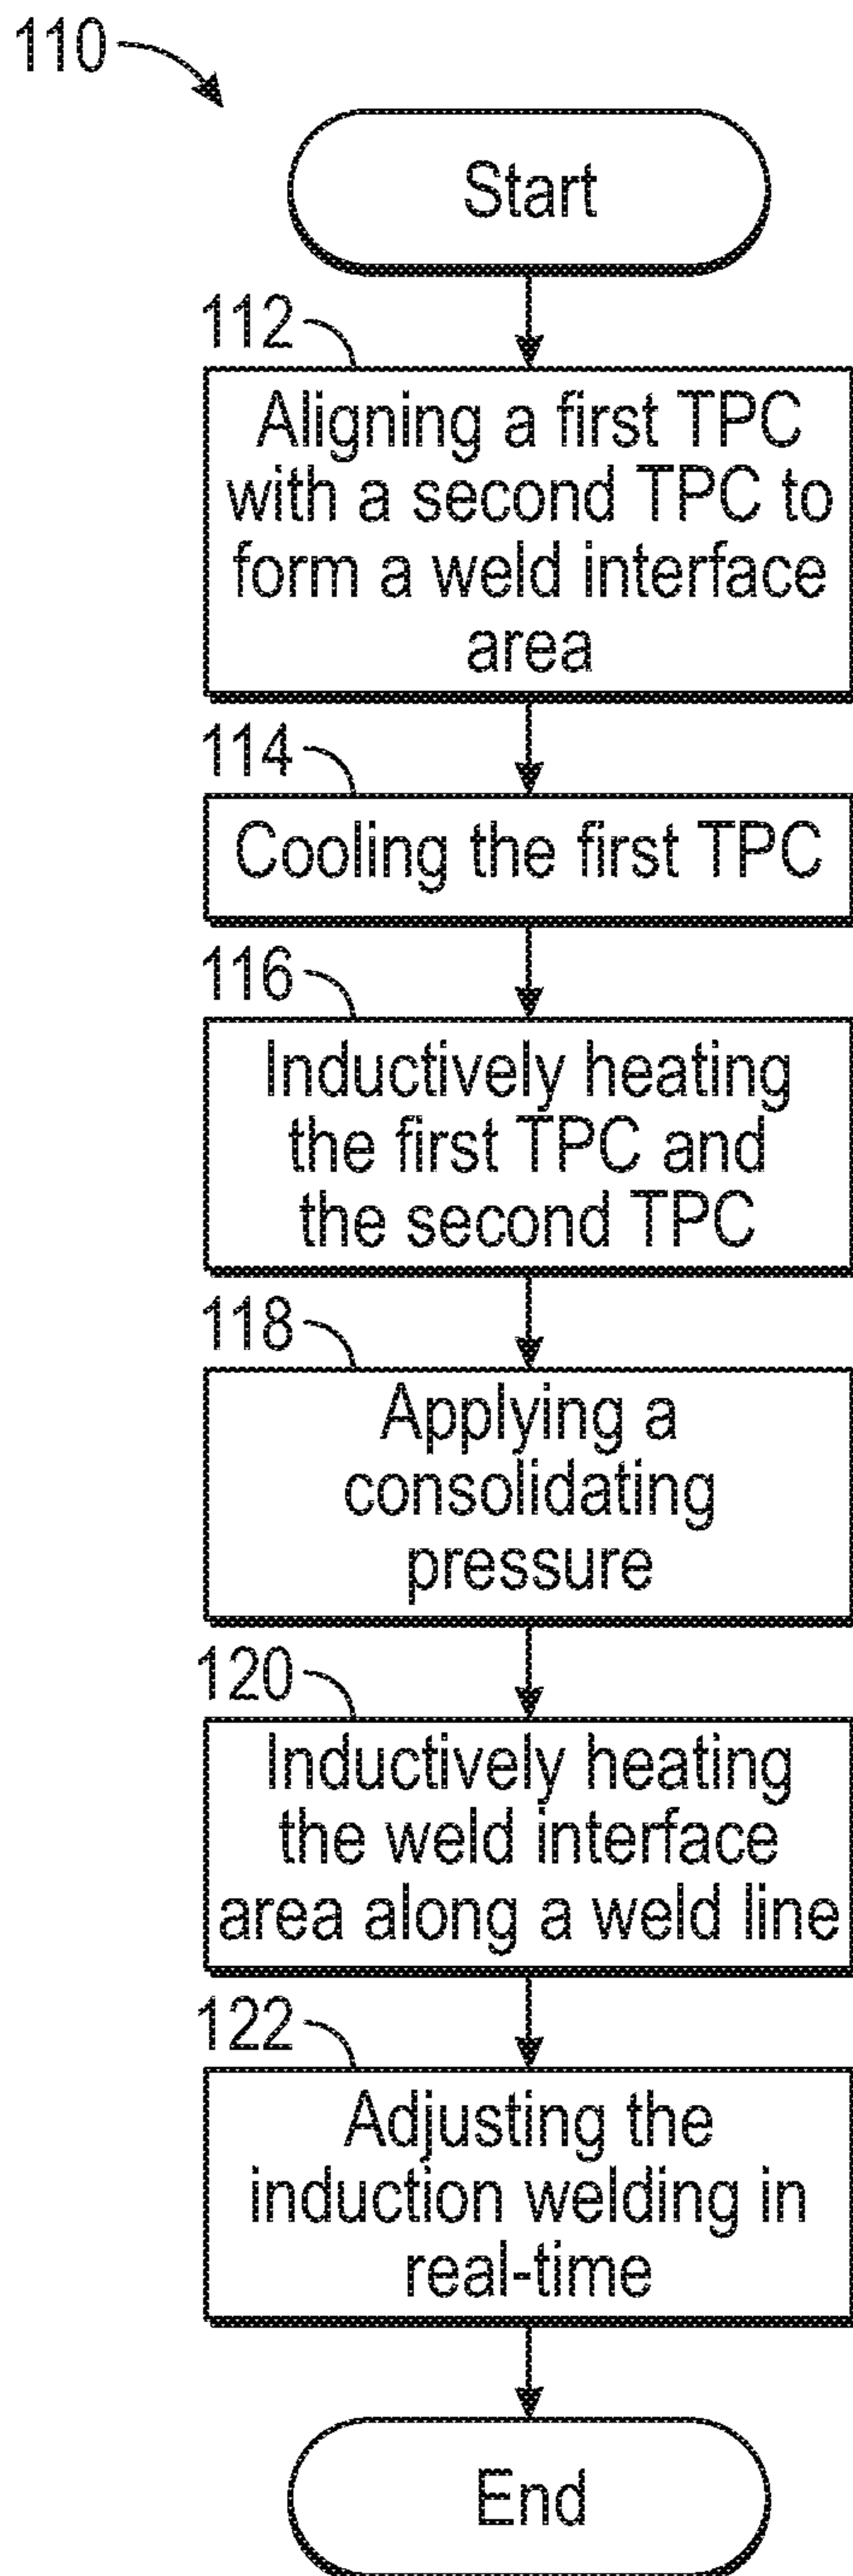 110
Start
112
Aligning a first TPC
with a second TPC to
form a weld interface
area
114
Cooling the first TPC
116
Inductively heating
the first TPC and
the second TPC
118
Applying a
consolidating
pressure
120
Inductively heating
the weld interface
area along a weld line
122
Adjusting the
induction welding in
real-time
End